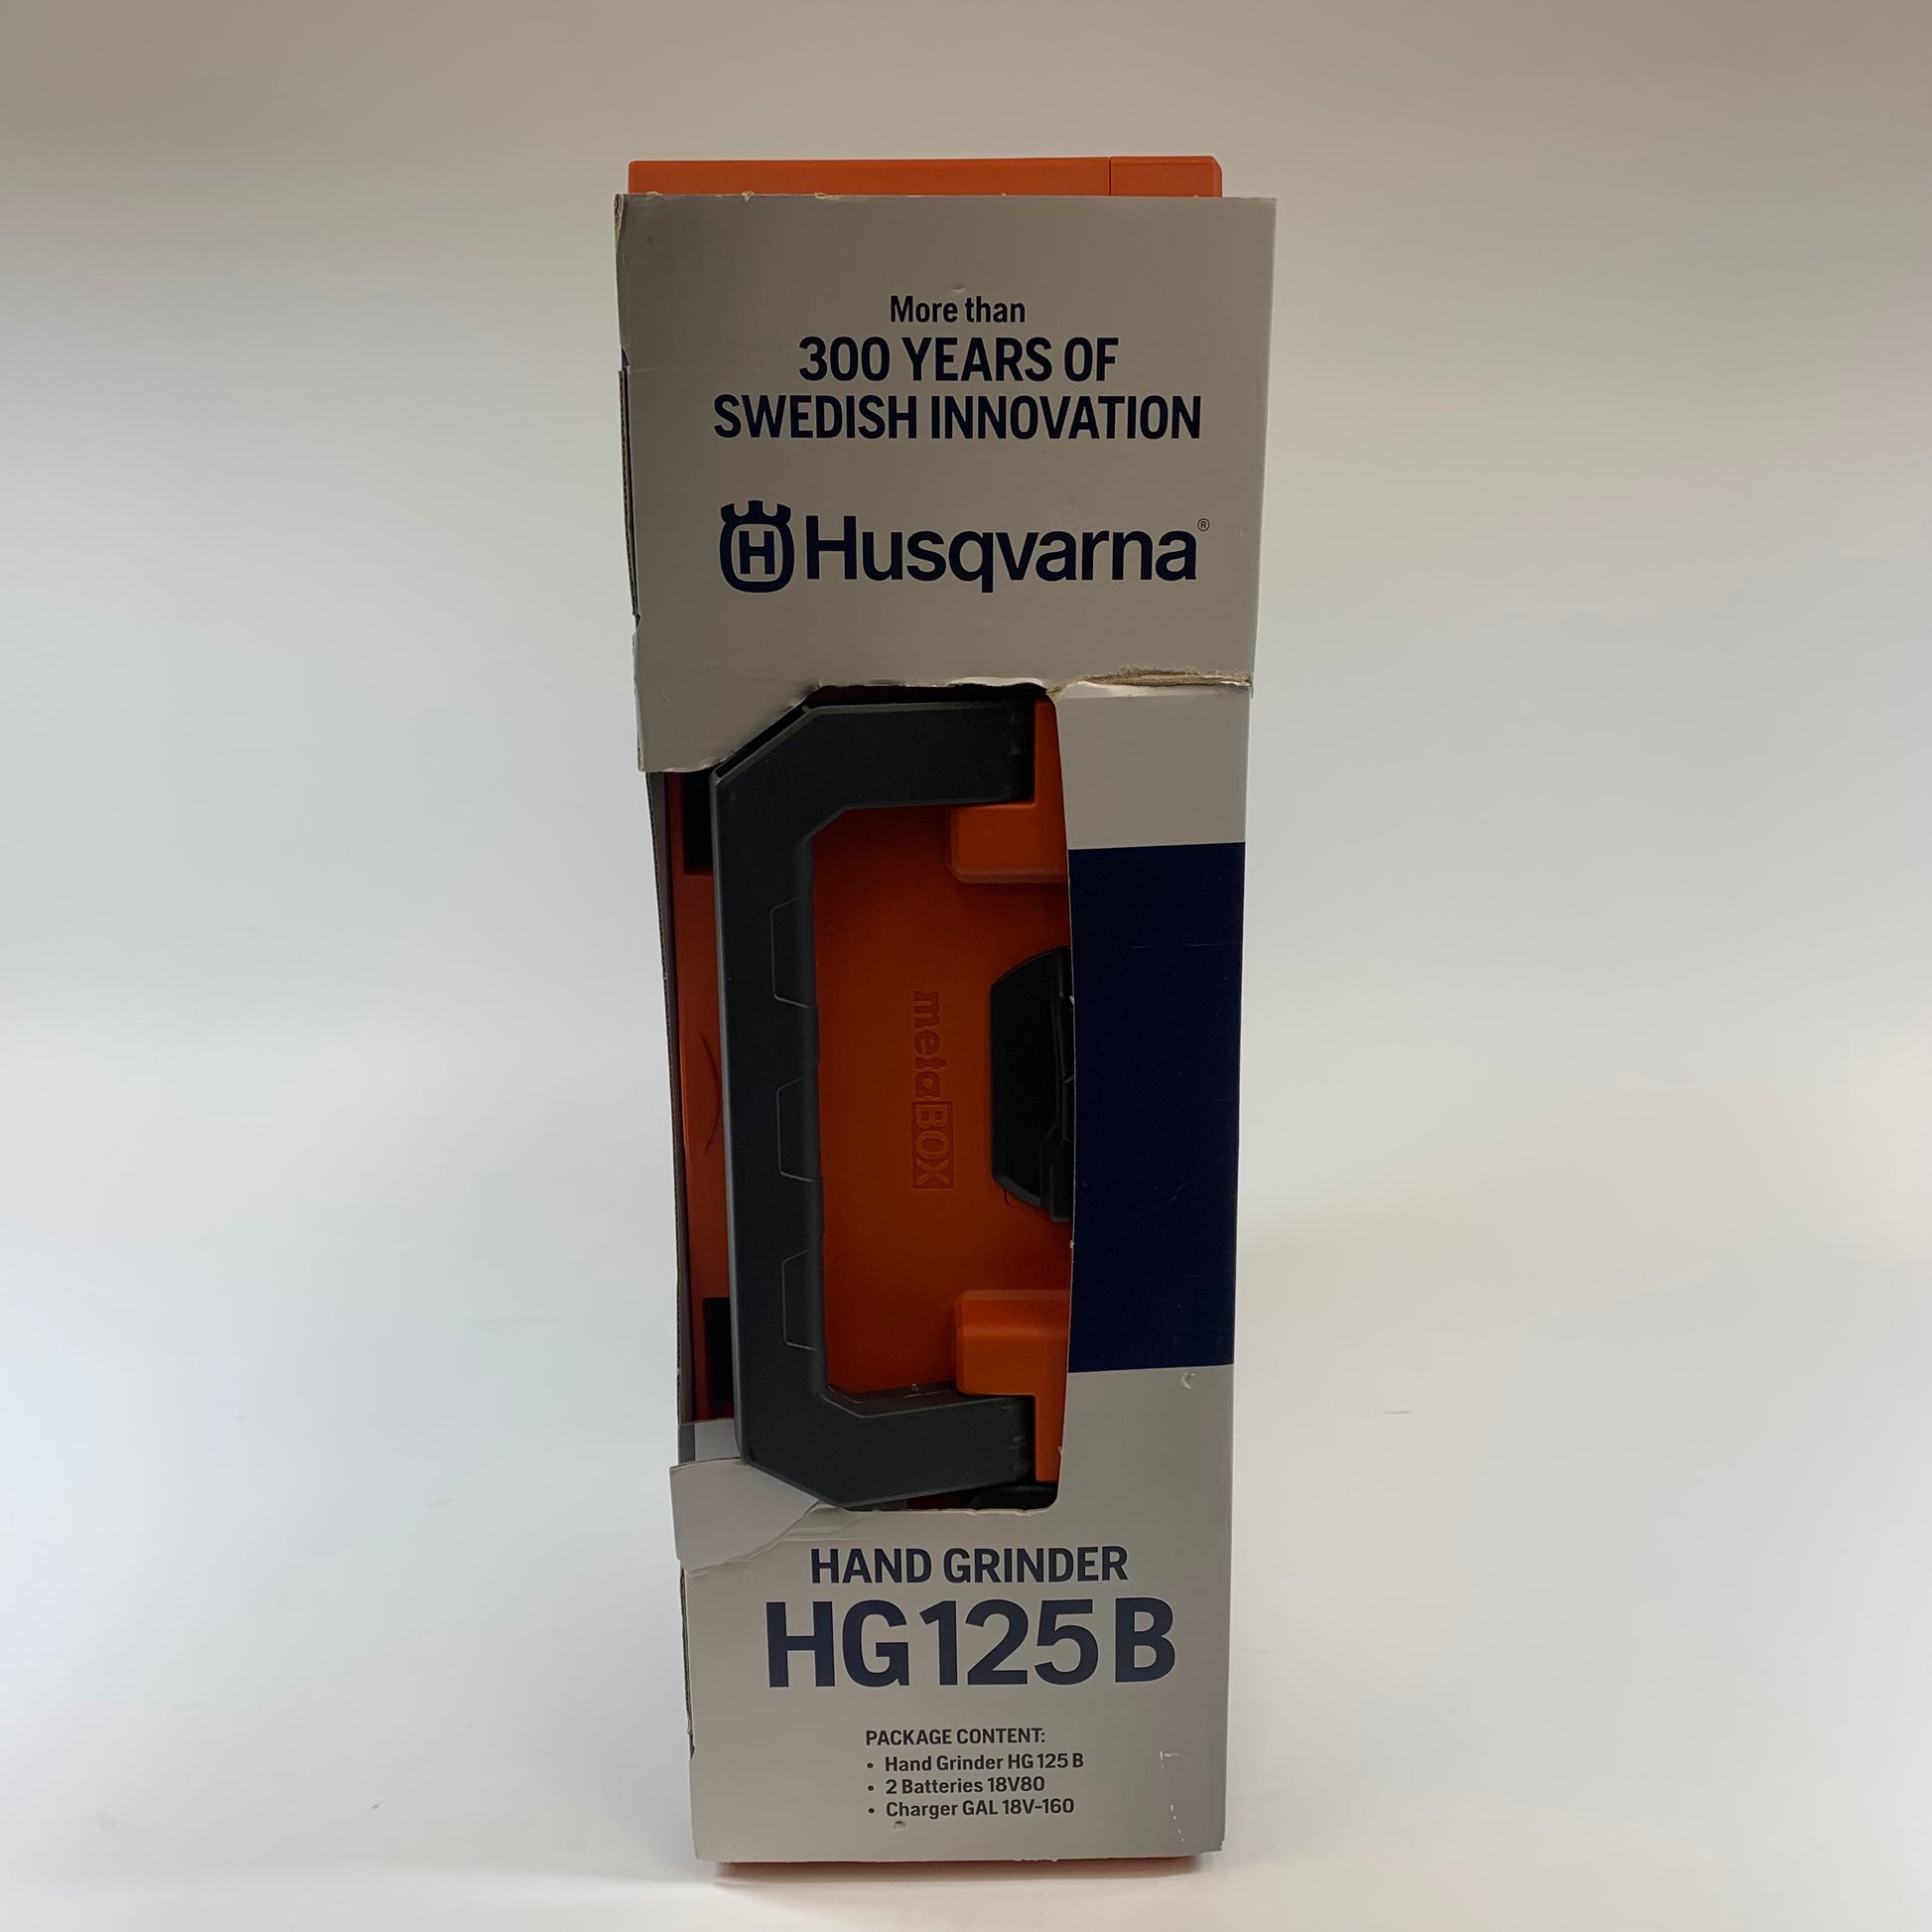 More than
300 YEARS OF
SWEDISH INNOVATION
H Husqvarna®
metaBOX
HAND GRINDER
HG125B
PACKAGE CONTENT:
• Hand Grinder HG 125 B
• 2 Batteries 18V80
• Charger GAL 18V-160